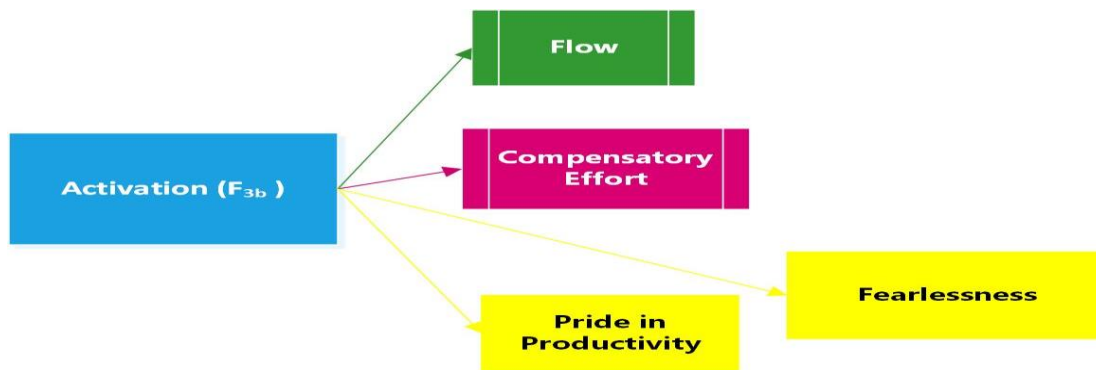 Flow
Compensatory
Effort
Activation (F₃b )
Fearlessness
Pride in
Productivity